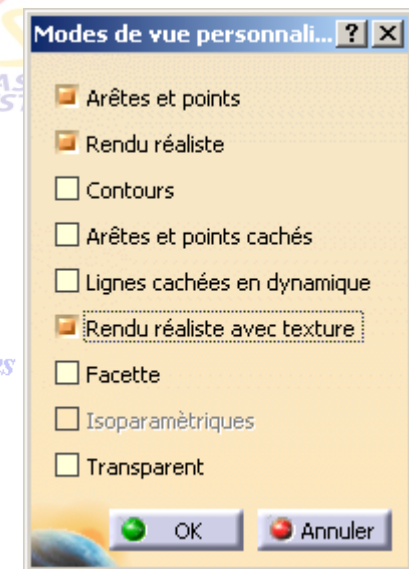 Modes de vue personnali...
Arêtes et points
Rendu réaliste
Contours
Arêtes et points cachés
Lignes cachées en dynamique
Rendu réaliste avec texture
Facette
Isoparamètriques
Transparent
OK Annuler